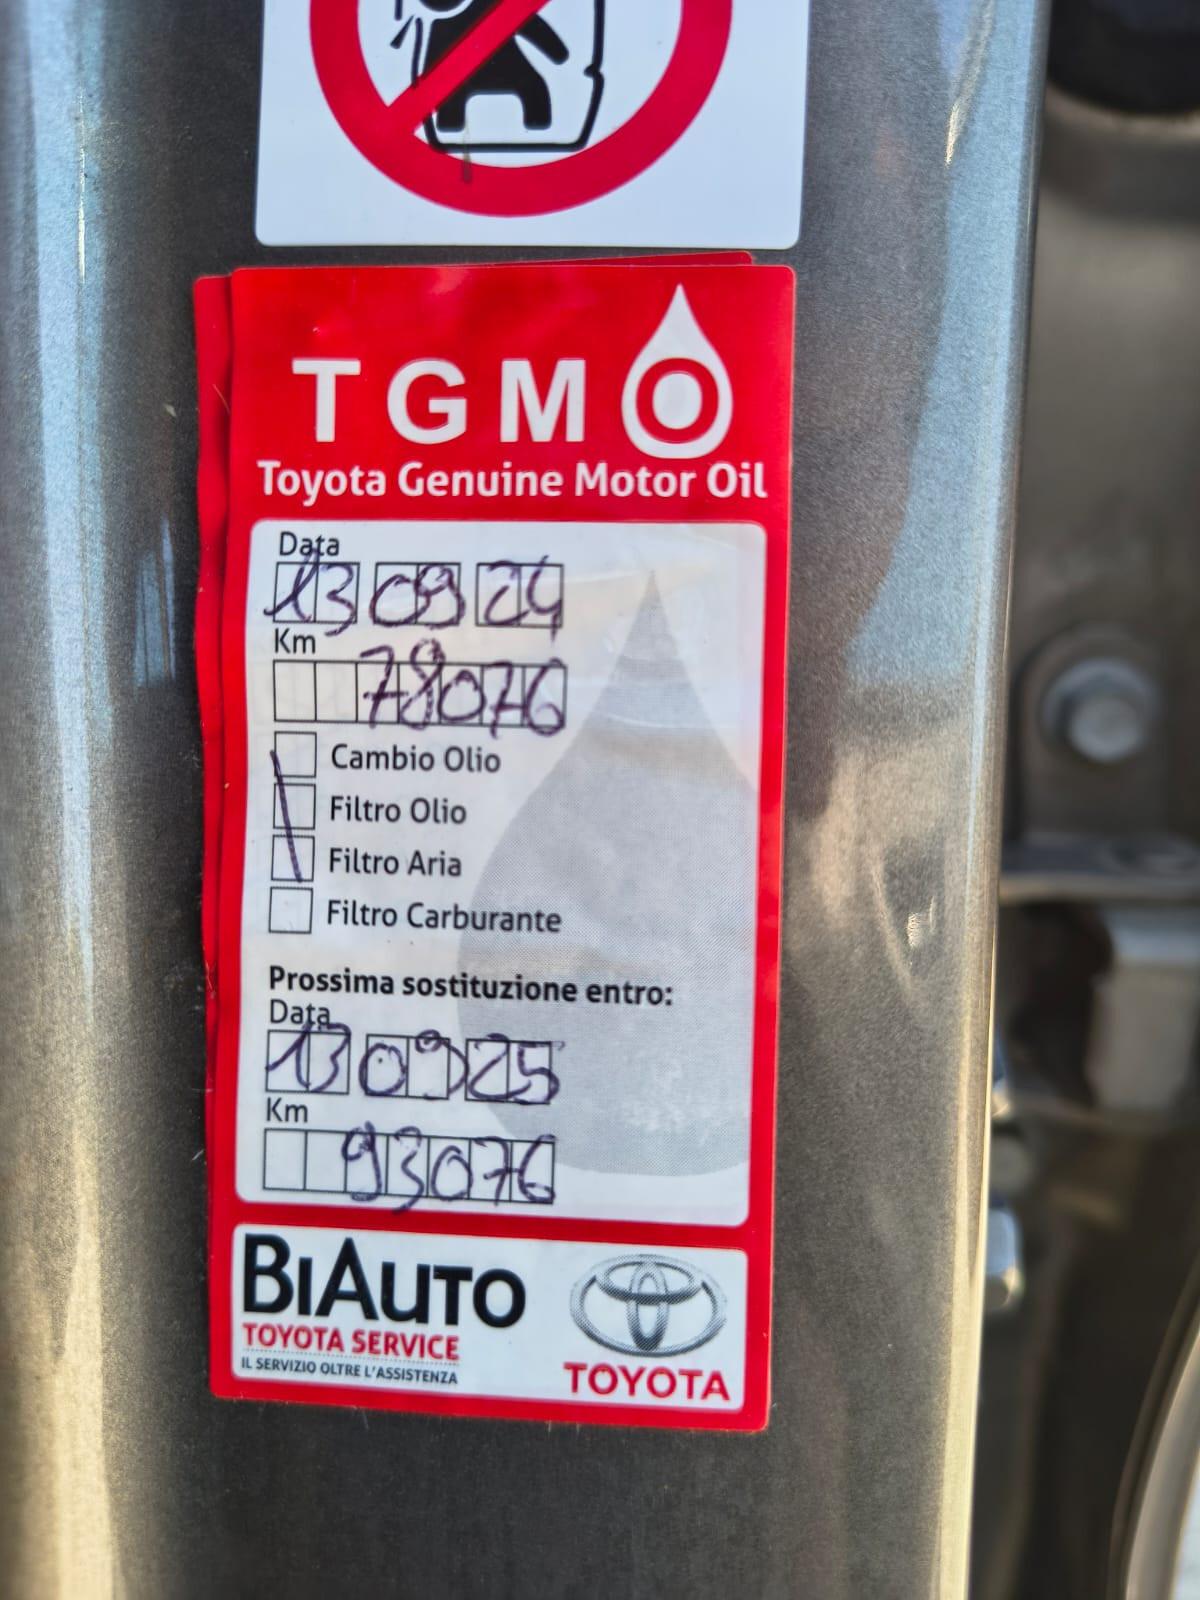 TGMO
Toyota Genuine Motor Oil
Data
13 09 24
Km
78076
Cambio Olio
Filtro Olio
Filtro Aria
Filtro Carburante
Prossima sostituzione entro:
Data
13 09 25
Km
93076
BiAuto
TOYOTA SERVICE
IL SERVIZIO OLTRE L'ASSISTENZA
TOYOTA